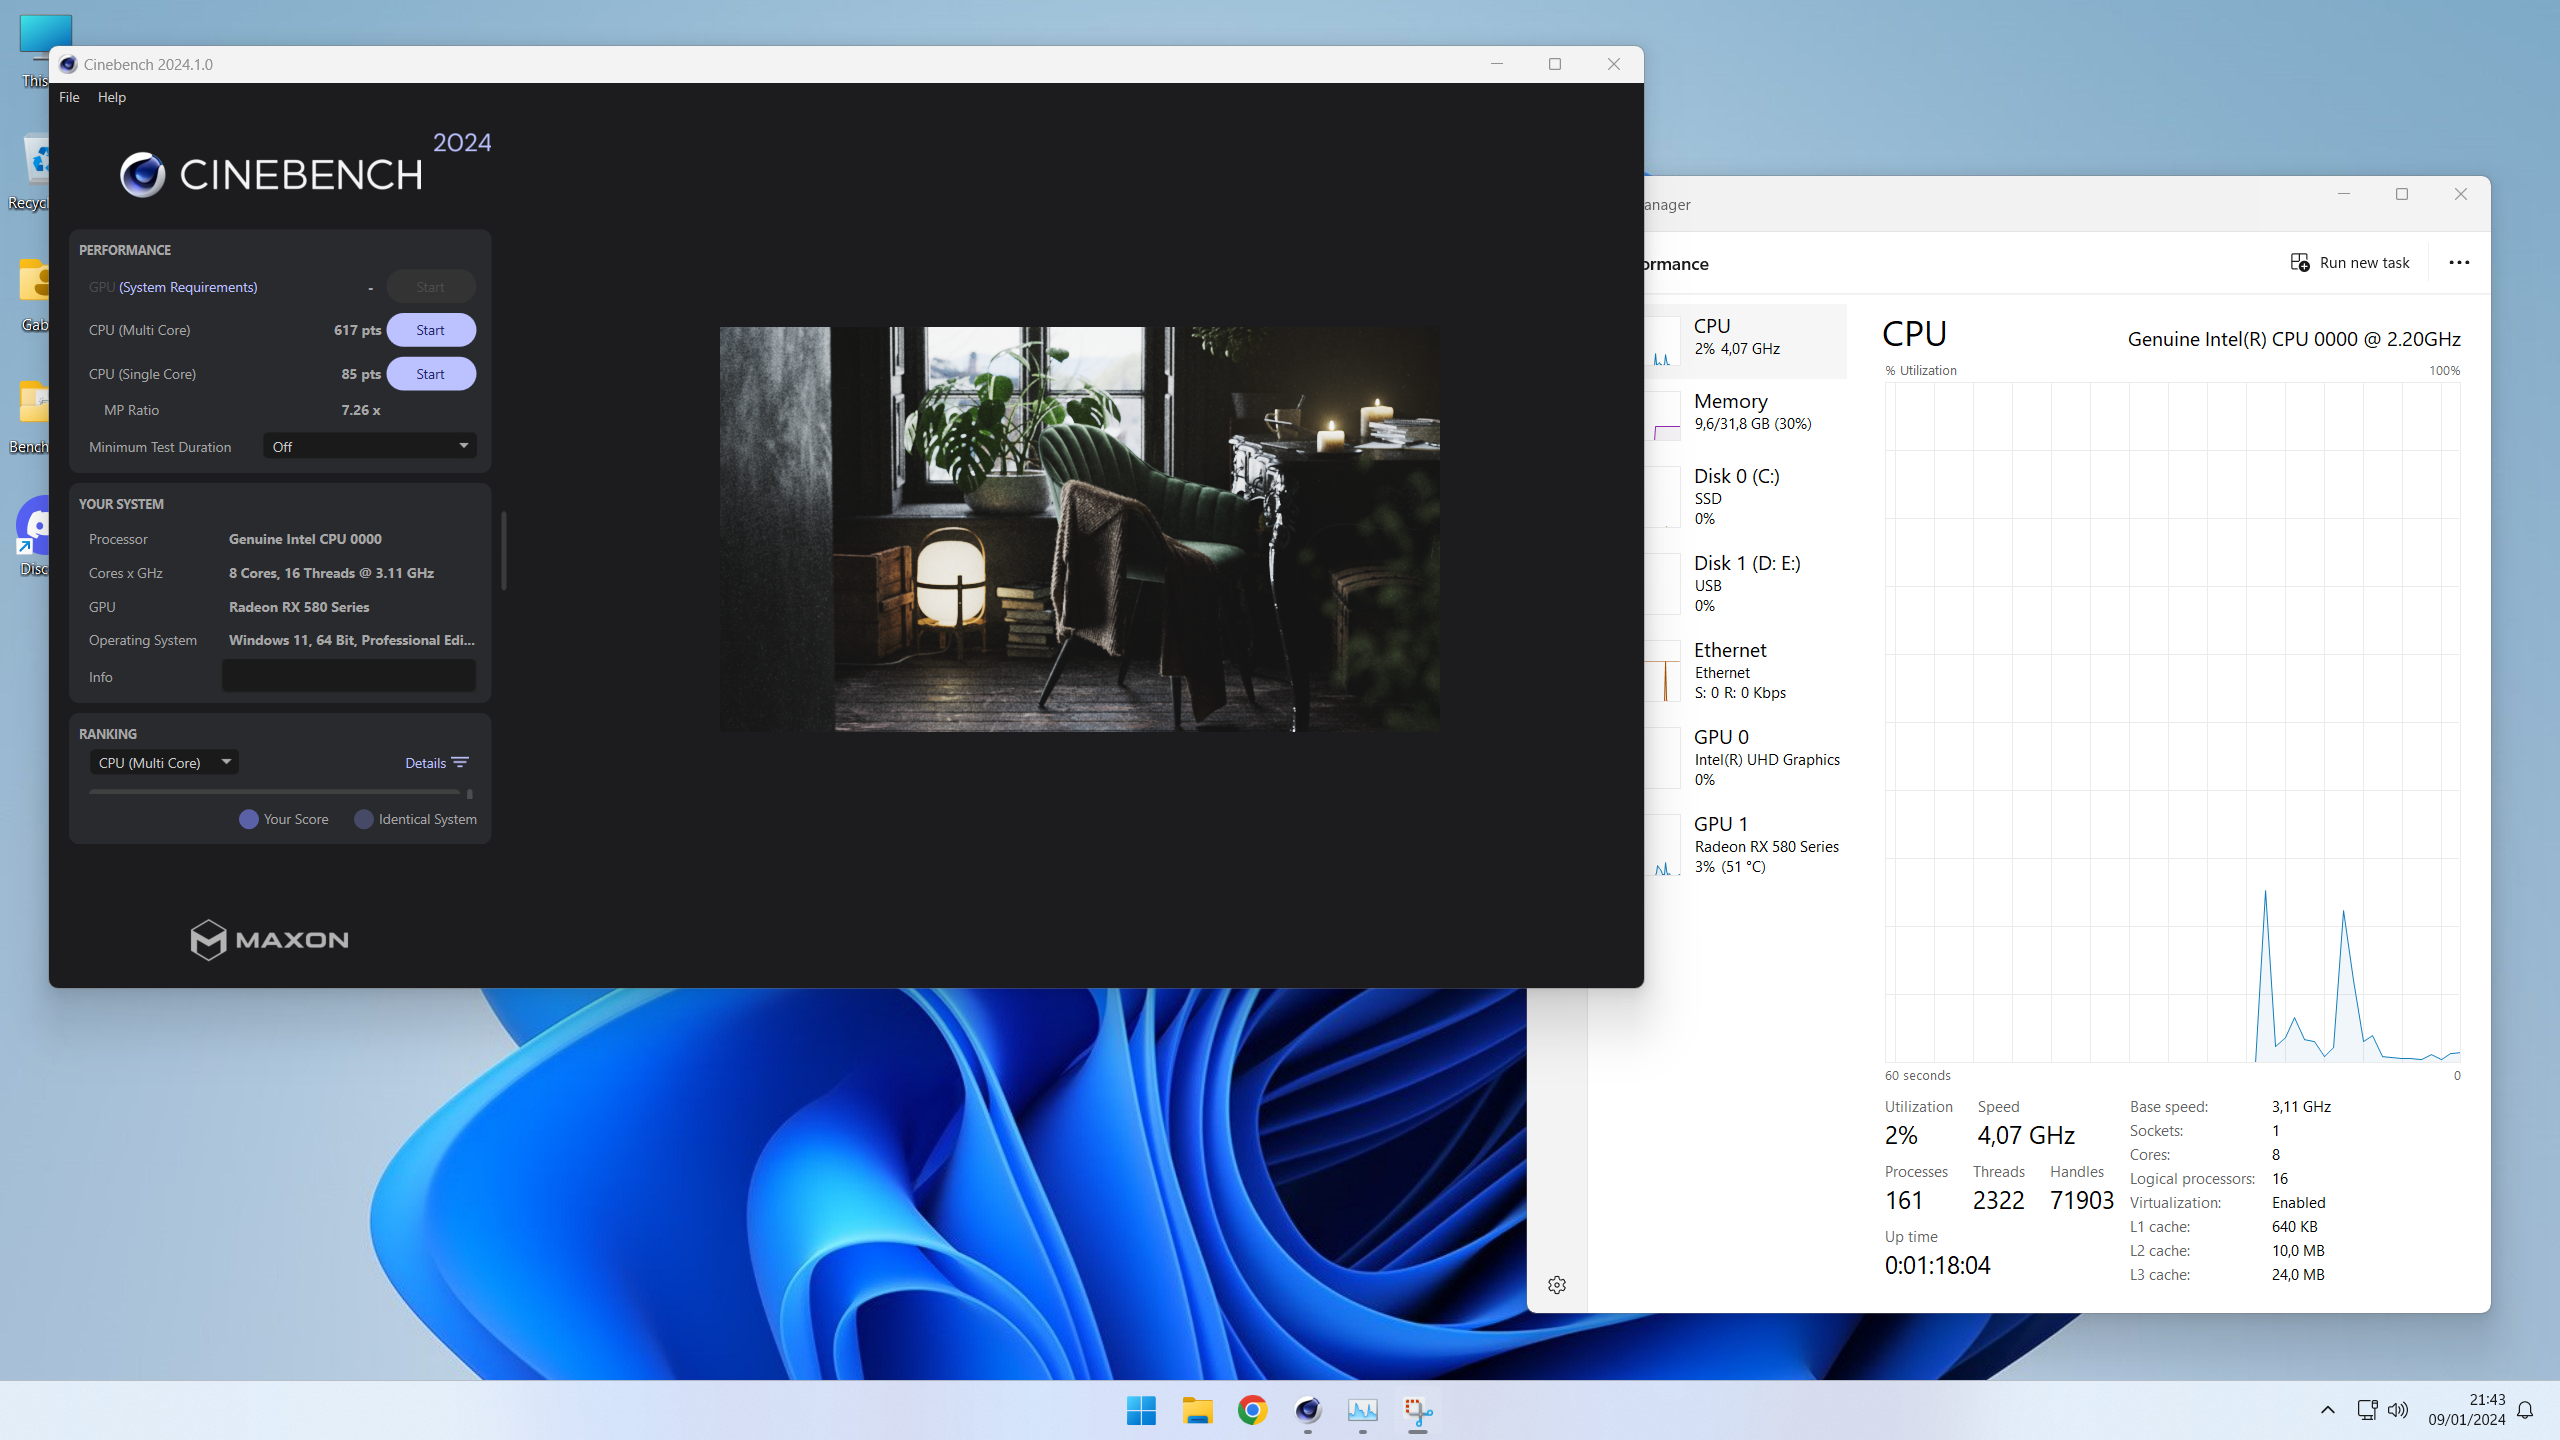 This
Recycl
Gab
Bench
Disc
Cinebench 2024.1.0
File Help
CINEBENCH 2024
PERFORMANCE
GPU (System Requirements) - Start
CPU (Multi Core) 617 pts Start
CPU (Single Core) 85 pts Start
MP Ratio 7.26 x
Minimum Test Duration Off
YOUR SYSTEM
Processor Genuine Intel CPU 0000
Cores x GHz 8 Cores, 16 Threads @ 3.11 GHz
GPU Radeon RX 580 Series
Operating System Windows 11, 64 Bit, Professional Edi...
Info
RANKING
CPU (Multi Core) Details
Your Score Identical System
MAXON
anager
ormance
Run new task
CPU
2% 4,07 GHz
Memory
9,6/31,8 GB (30%)
Disk 0 (C:)
SSD
0%
Disk 1 (D: E:)
USB
0%
Ethernet
Ethernet
S: 0 R: 0 Kbps
GPU 0
Intel(R) UHD Graphics
0%
GPU 1
Radeon RX 580 Series
3% (51 °C)
CPU Genuine Intel(R) CPU 0000 @ 2.20GHz
% Utilization 100%
60 seconds 0
Utilization Speed
2% 4,07 GHz
Processes Threads Handles
161 2322 71903
Up time
0:01:18:04
Base speed: 3,11 GHz
Sockets: 1
Cores: 8
Logical processors: 16
Virtualization: Enabled
L1 cache: 640 KB
L2 cache: 10,0 MB
L3 cache: 24,0 MB
21:43
09/01/2024